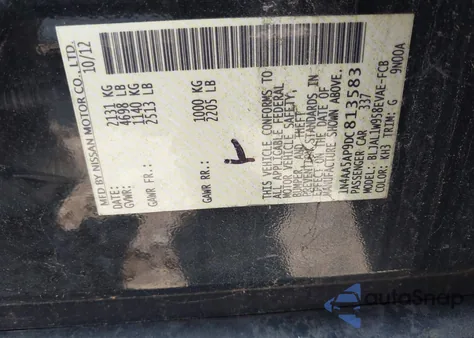 MFD BY NISSAN MOTOR CO., LTD.
DATE: 10/12
GVWR: 2131 KG
4698 LB
1140 KG
2513 LB
GAWR RR: 1000 KG
2205 LB
THIS VEHICLE CONFORMS TO
ALL APPLICABLE FEDERAL
MOTOR VEHICLE SAFETY,
BUMPER, AND THEFT
PREVENTION STANDARDS IN
EFFECT ON THE DATE OF
MANUFACTURE SHOWN ABOVE.
1N4AA5AP9DC813583
PASSENGER CAR 337
MODEL: BLJALLW9S8EVAE-FCB
COLOR: KH3 TRIM: G 9N00A
autoSnap